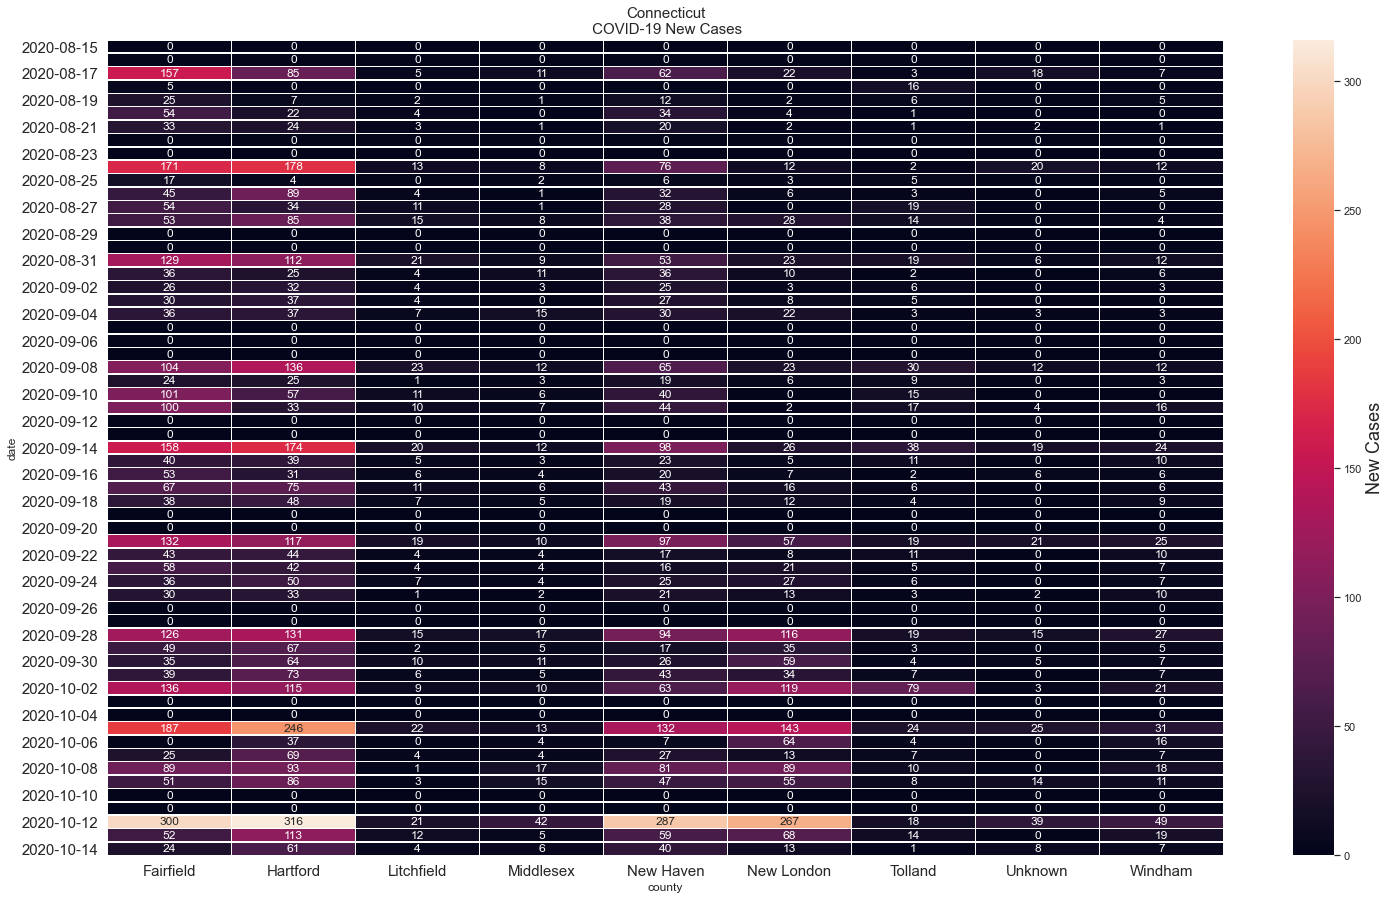 Connecticut
COVID-19 New Cases
2020-08-15 0 0 0 0 0 0 0 0 0
0 0 0 0 0 0 0 0 0
2020-08-17 157 85 5 11 62 22 3 18 7
5 0 0 0 0 0 16 0 0
2020-08-19 25 7 2 1 12 2 6 0 5
54 22 4 0 34 4 1 0 0
2020-08-21 33 24 3 1 20 2 1 2 1
0 0 0 0 0 0 0 0 0
2020-08-23 0 0 0 0 0 0 0 0 0
171 178 13 8 76 12 2 20 12
2020-08-25 17 4 0 2 6 3 5 0 0
45 89 4 1 32 6 3 0 5
2020-08-27 54 34 11 1 28 0 19 0 0
53 85 15 8 38 28 14 0 4
2020-08-29 0 0 0 0 0 0 0 0 0
0 0 0 0 0 0 0 0 0
2020-08-31 129 112 21 9 53 23 19 6 12
36 25 4 11 36 10 2 0 6
2020-09-02 26 32 4 3 25 3 6 0 3
30 37 4 0 27 8 5 0 0
2020-09-04 36 37 7 15 30 22 3 3 3
0 0 0 0 0 0 0 0 0
2020-09-06 0 0 0 0 0 0 0 0 0
0 0 0 0 0 0 0 0 0
2020-09-08 104 136 23 12 65 23 30 12 12
24 25 1 3 19 6 9 0 3
2020-09-10 101 57 11 6 40 0 15 0 0
100 33 10 7 44 2 17 4 16
2020-09-12 0 0 0 0 0 0 0 0 0
0 0 0 0 0 0 0 0 0
2020-09-14 158 174 20 12 98 26 38 19 24
40 39 5 3 23 5 11 0 10
2020-09-16 53 31 6 4 20 7 2 6 6
67 75 11 6 43 16 6 0 6
2020-09-18 38 48 7 5 19 12 4 0 9
0 0 0 0 0 0 0 0 0
2020-09-20 0 0 0 0 0 0 0 0 0
132 117 19 10 97 57 19 21 25
2020-09-22 43 44 4 4 17 8 11 0 10
58 42 4 4 16 21 5 0 7
2020-09-24 36 50 7 4 25 27 6 0 7
30 33 1 2 21 13 3 2 10
2020-09-26 0 0 0 0 0 0 0 0 0
0 0 0 0 0 0 0 0 0
2020-09-28 126 131 15 17 94 116 19 15 27
49 67 2 5 17 35 3 0 5
2020-09-30 35 64 10 11 26 59 4 5 7
39 73 6 5 43 34 7 0 7
2020-10-02 136 115 9 10 63 119 79 3 21
0 0 0 0 0 0 0 0 0
2020-10-04 0 0 0 0 0 0 0 0 0
187 246 22 13 132 143 24 25 31
2020-10-06 0 37 0 4 7 64 4 0 16
25 69 4 4 27 13 7 0 7
2020-10-08 89 93 1 17 81 89 10 0 18
51 86 3 15 47 55 8 14 11
2020-10-10 0 0 0 0 0 0 0 0 0
0 0 0 0 0 0 0 0 0
2020-10-12 300 316 21 42 287 267 18 39 49
52 113 12 5 59 68 14 0 19
2020-10-14 24 61 4 6 40 13 1 8 7
Fairfield Hartford Litchfield Middlesex New Haven New London Tolland Unknown Windham
county
date
300
250
200
150
100
50
0
New Cases